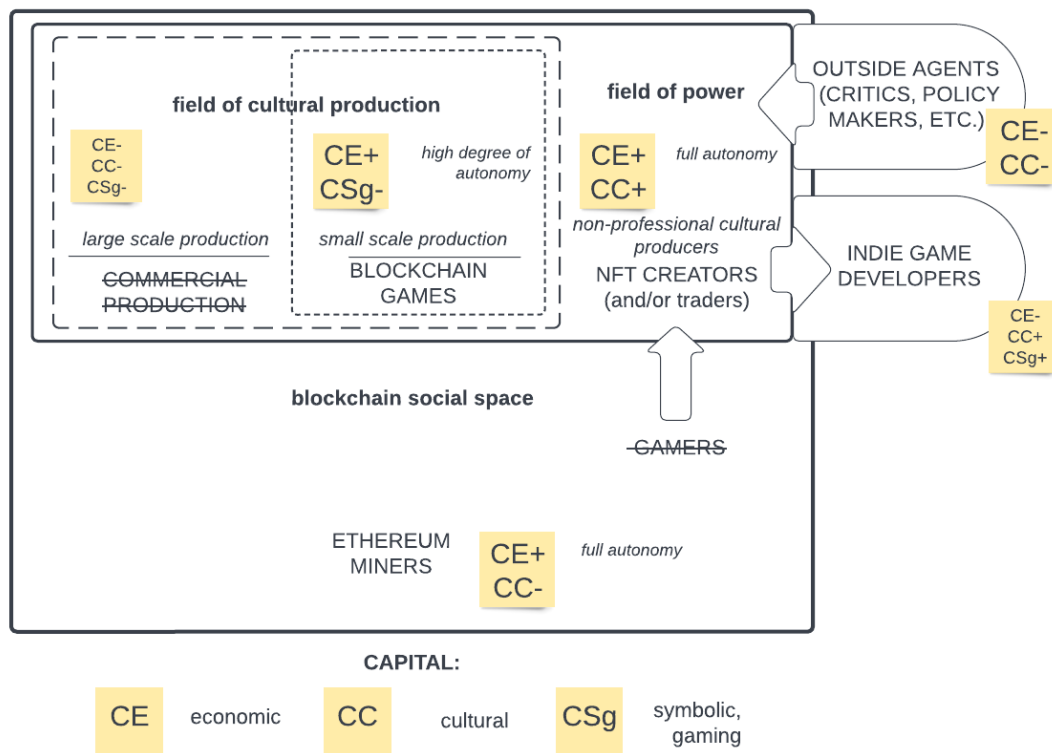 OUTSIDE AGENTS
(CRITICS, POLICY
MAKERS, ETC.)
CE-
CC-
field of cultural production
field of power
CE-
CC-
CSg-
CE+
CSg-
high degree of
autonomy
CE+
CC+
full autonomy
large scale production
COMMERCIAL
PRODUCTION
small scale production
BLOCKCHAIN
GAMES
non-professional cultural
producers
NFT CREATORS
(and/or traders)
INDIE GAME
DEVELOPERS
CE-
CC+
CSg+
blockchain social space
GAMERS
ETHEREUM
MINERS
CE+
CC-
full autonomy
CAPITAL:
CE
economic
CC
cultural
CSg
symbolic,
gaming